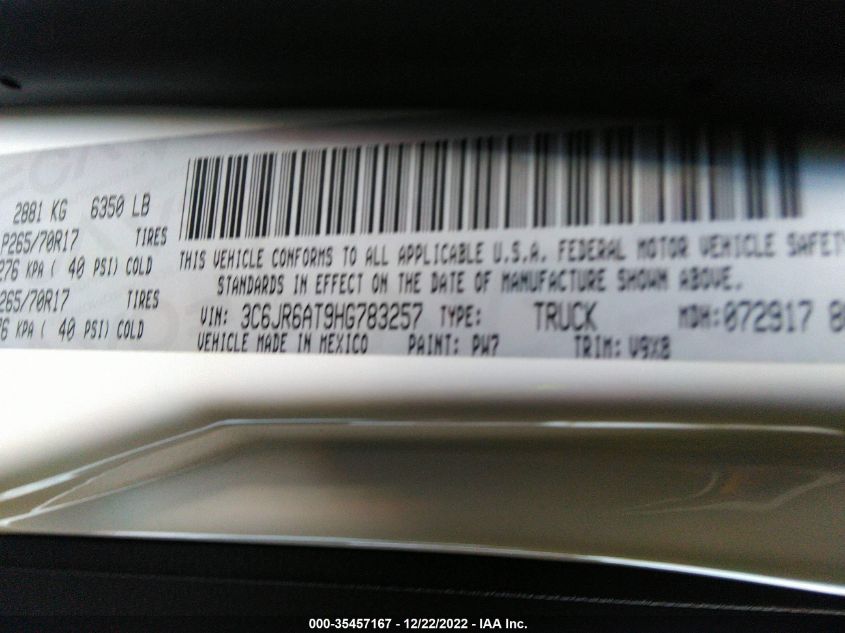 2881 KG 6350 LB
P265/70R17 TIRES
276 KPA ( 40 PSI) COLD
265/70R17 TIRES
76 KPA ( 40 PSI) COLD
THIS VEHICLE CONFORMS TO ALL APPLICABLE U.S.A. FEDERAL MOTOR VEHICLE SAFETY
STANDARDS IN EFFECT ON THE DATE OF MANUFACTURE SHOWN ABOVE.
VIN: 3C6JR6AT9HG783257 TYPE: TRUCK MDH:072917
VEHICLE MADE IN MEXICO PAINT: PW7 TRIM: V9X8
000-35457167 - 12/22/2022 - IAA Inc.